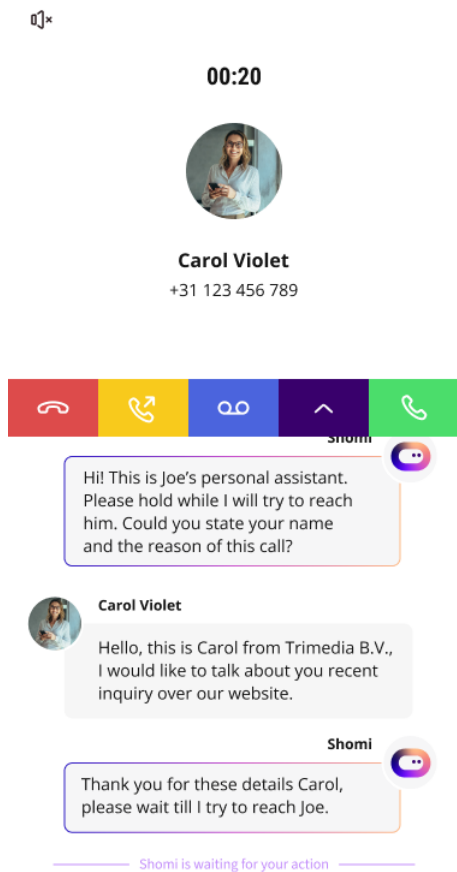 00:20
Carol Violet
+31 123 456 789
Shomi
Hi! This is Joe’s personal assistant.
Please hold while I will try to reach
him. Could you state your name
and the reason of this call?
Carol Violet
Hello, this is Carol from Trimedia B.V.,
I would like to talk about you recent
inquiry over our website.
Shomi
Thank you for these details Carol,
please wait till I try to reach Joe.
Shomi is waiting for your action